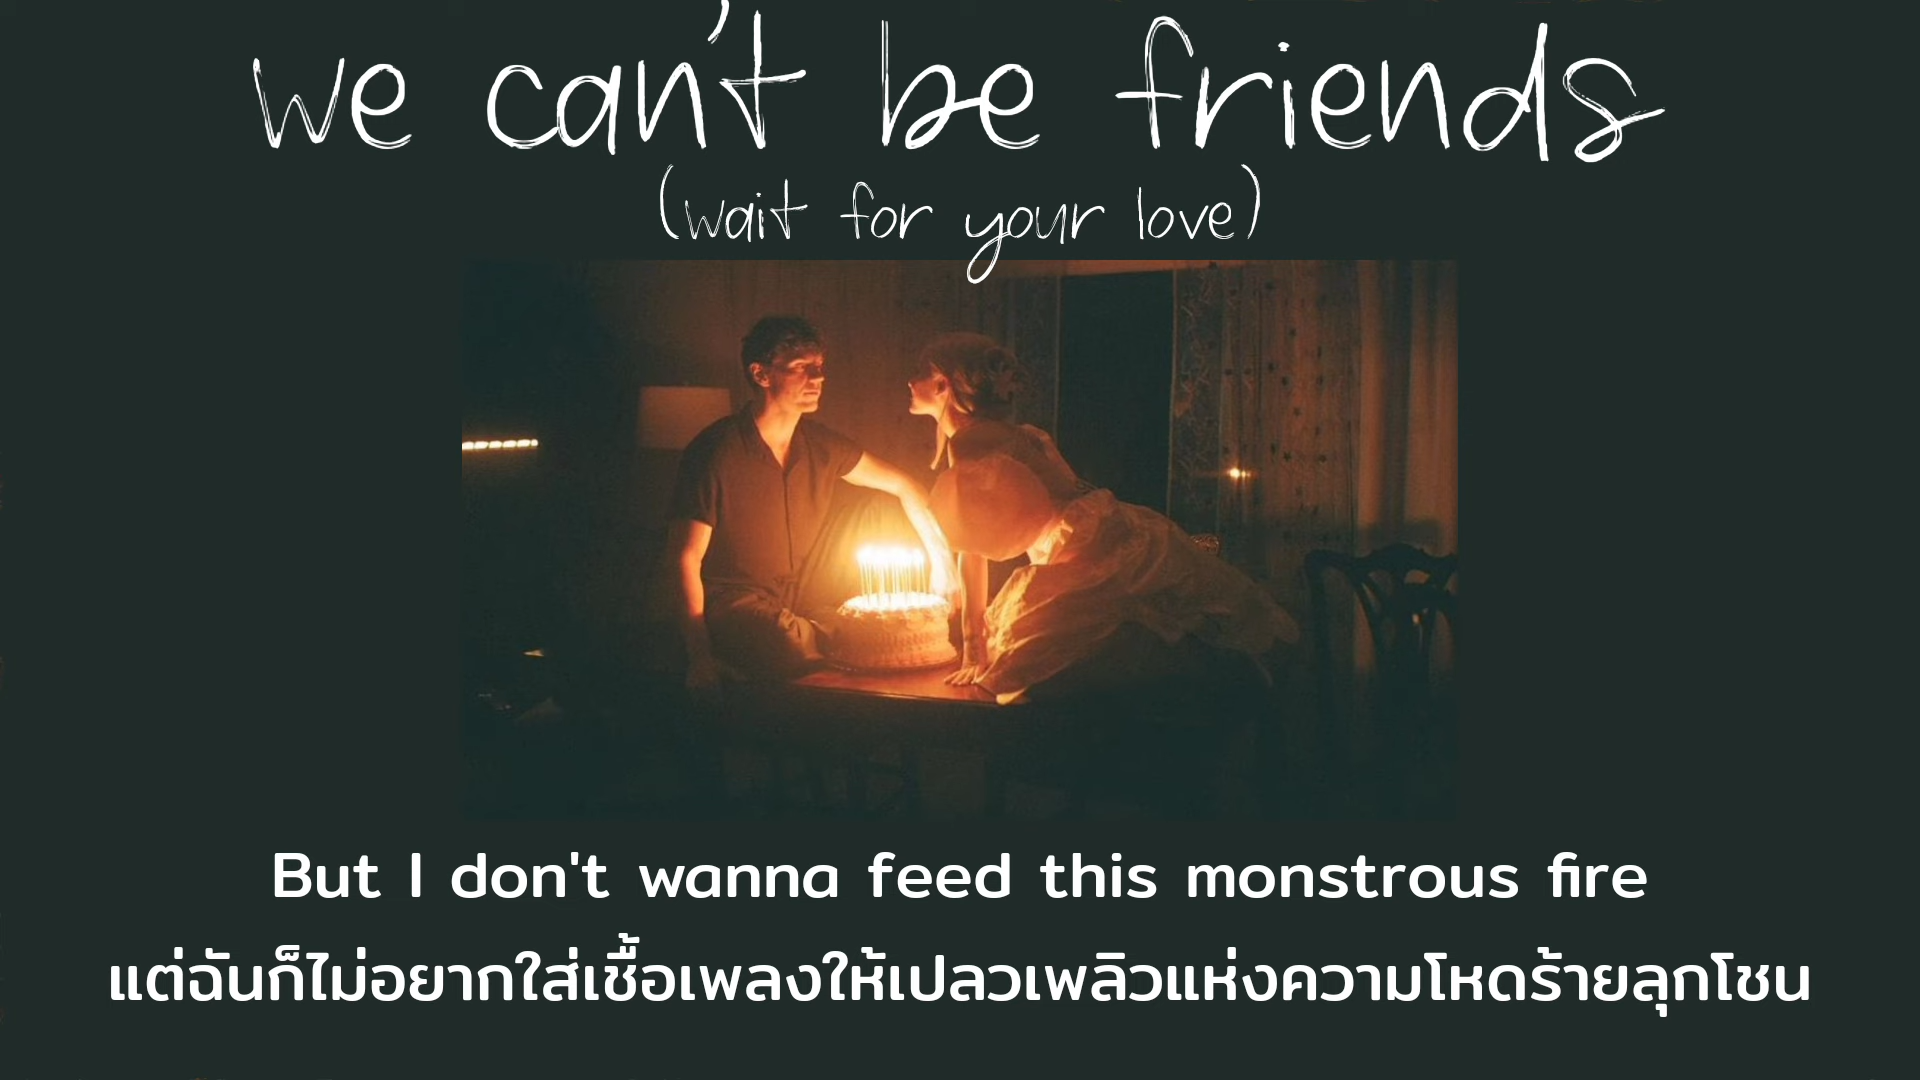 we can't be friends
(wait for your love)
But I don't wanna feed this monstrous fire
แต่ฉันก็ไม่อยากใส่เชื้อเพลงให้เปลวเพลิวแห่งความโหดร้ายลุกโชน